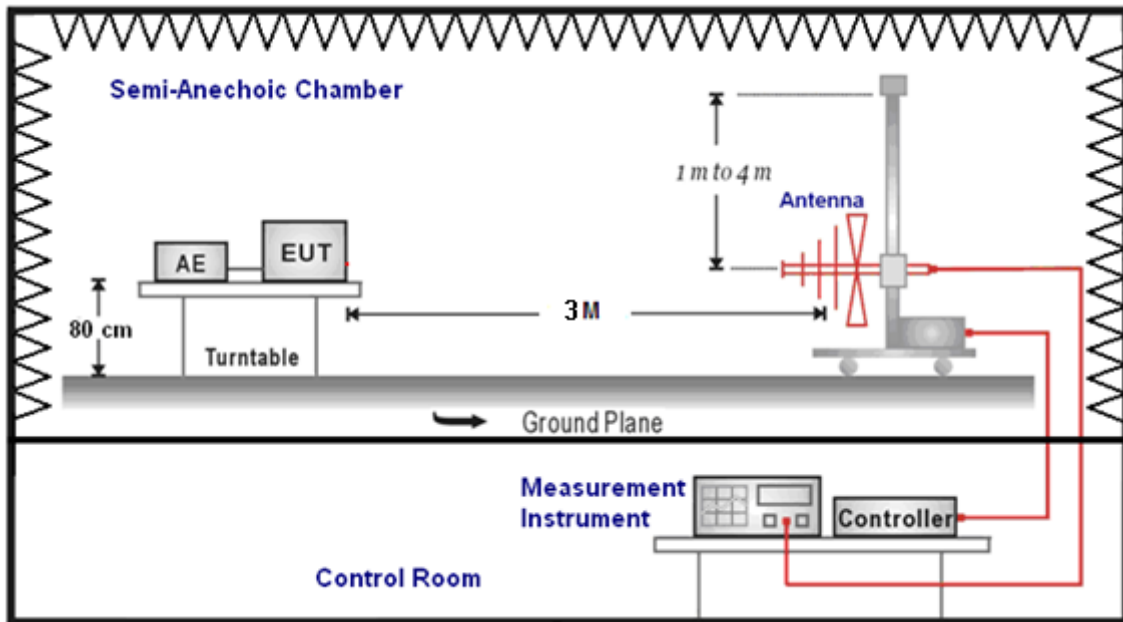 Semi-Anechoic Chamber
1 m to 4 m
Antenna
AE
EUT
80 cm
3 M
Turntable
Ground Plane
Measurement
Instrument
Controller
Control Room